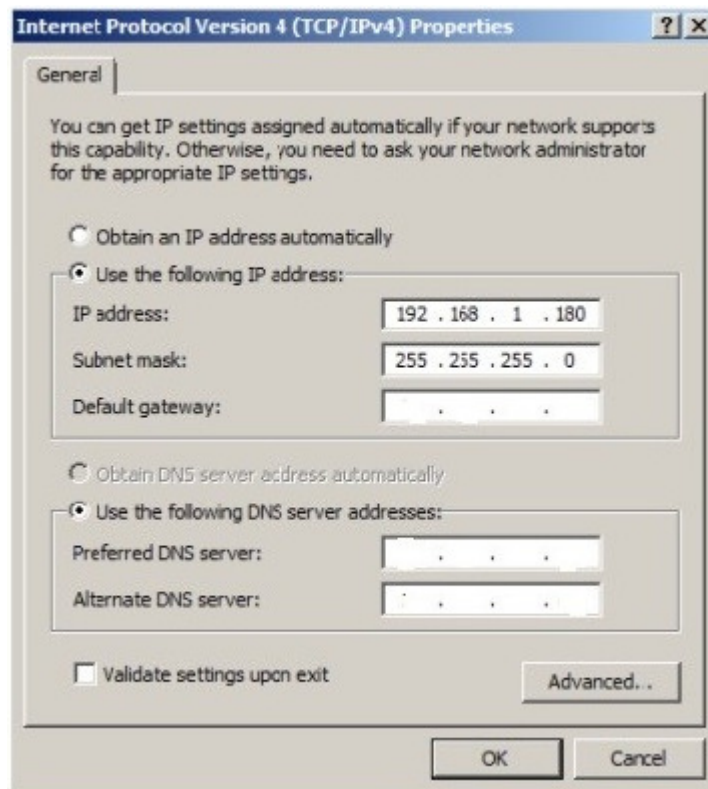 Internet Protocol Version 4 (TCP/IPv4) Properties
General
You can get IP settings assigned automatically if your network supports
this capability. Otherwise, you need to ask your network administrator
for the appropriate IP settings.
Obtain an IP address automatically
Use the following IP address:
IP address: 192 . 168 . 1 . 180
Subnet mask: 255 . 255 . 255 . 0
Default gateway: . . .
Obtain DNS server address automatically
Use the following DNS server addresses:
Preferred DNS server: . . .
Alternate DNS server: . . .
Validate settings upon exit
Advanced...
OK Cancel